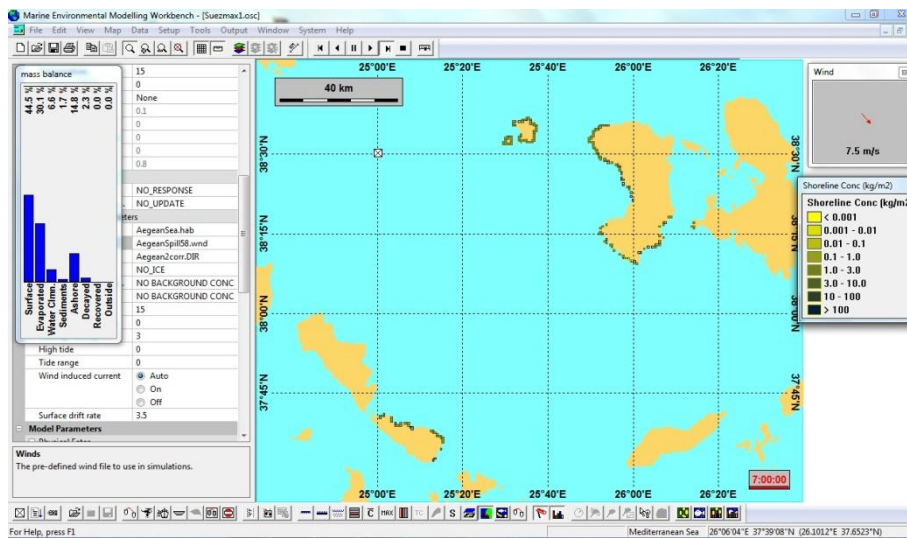 Marine Environmental Modelling Workbench - [Suezmax1.osc]
File Edit View Map Data Setup Tools Output Window System Help
mass balance
44.5 %
30.1 %
6.6 %
1.7 %
14.8 %
2.3 %
0.0 %
0.0 %
Surface
Evaporated
Water Clmn.
Sediments
Ashore
Decayed
Recovered
Outside
15
0
None
0.1
0
0
0
0.8
NO_RESPONSE
NO_UPDATE
ters
AegeanSea.hab
AegeanSpill58.wnd
Aegean2corr.DIR
NO_ICE
NO BACKGROUND CONC
NO BACKGROUND CONC
15
0
3
High tide 0
Tide range 0
Wind induced current Auto
On
Off
Surface drift rate 3.5
Model Parameters
Physical Fates
Winds
The pre-defined wind file to use in simulations.
25°00'E 25°20'E 25°40'E 26°00'E 26°20'E
40 km
38°30'N 38°30'N
38°15'N 38°15'N
38°00'N 38°00'N
37°45'N 37°45'N
25°00'E 25°20'E 25°40'E 26°00'E 26°20'E
7:00:00
Wind
7.5 m/s
Shoreline Conc (kg/m2)
Shoreline Conc (kg/m2
< 0.001
0.001 - 0.01
0.01 - 0.1
0.1 - 1.0
1.0 - 3.0
3.0 - 10.0
10 - 100
> 100
MAX
TC
S
For Help, press F1
Mediterranean Sea 26°06'04"E 37°39'08"N (26.1012°E 37.6523°N)